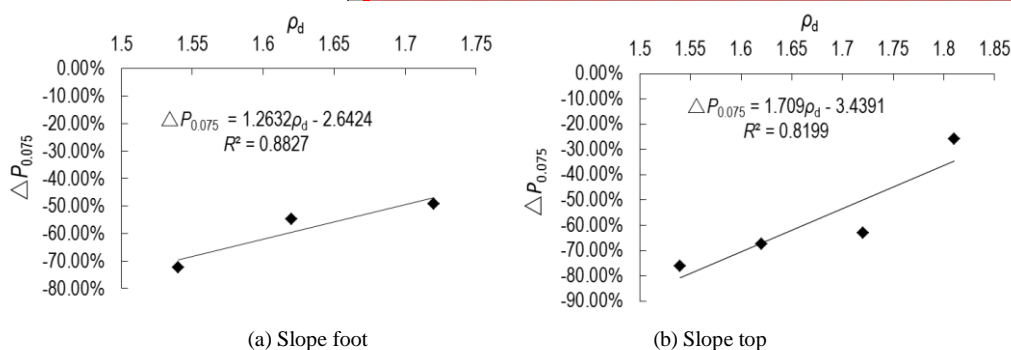 ρd
1.5 1.55 1.6 1.65 1.7 1.75
0.00%
-10.00%
-20.00%
-30.00%
-40.00%
-50.00%
-60.00%
-70.00%
-80.00%
△P0.075
△P0.075 = 1.2632ρd - 2.6424
R² = 0.8827
(a) Slope foot
ρd
1.5 1.55 1.6 1.65 1.7 1.75 1.8 1.85
0.00%
-10.00%
-20.00%
-30.00%
-40.00%
-50.00%
-60.00%
-70.00%
-80.00%
-90.00%
△P0.075
△P0.075 = 1.709ρd - 3.4391
R² = 0.8199
(b) Slope top